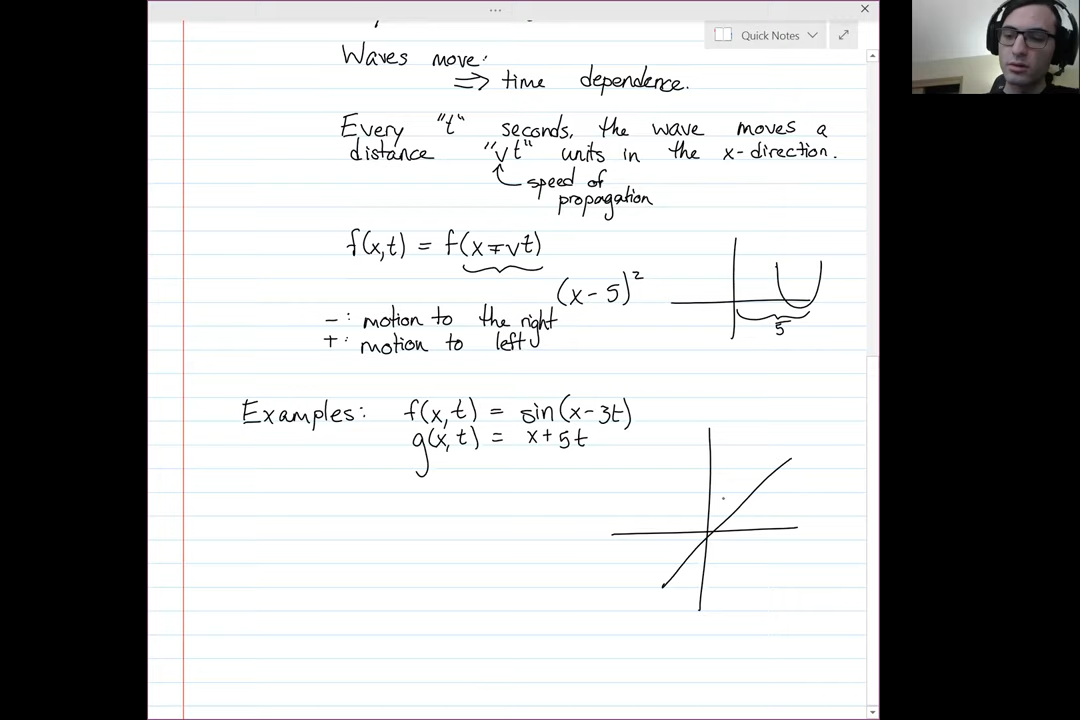 Quick Notes
Waves move:
⇒ time dependence.
Every "t" seconds, the wave moves a
distance "vt" units in the x-direction.
speed of
propagation
f(x,t) = f(x∓vt)
(x-5)²
5
- : motion to the right
+ : motion to left
Examples: f(x,t) = sin(x-3t)
g(x,t) = x+5t